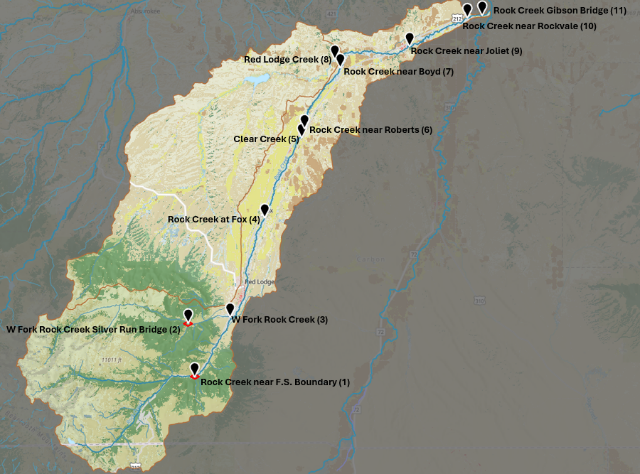 Rock Creek Gibson Bridge (11)
212
Rock Creek near Rockvale (10)
Rock Creek near Joliet (9)
Red Lodge Creek (8)
Rock Creek near Boyd (7)
Rock Creek near Roberts (6)
Clear Creek (5)
Rock Creek at Fox (4)
Red Lodge
W Fork Rock Creek (3)
W Fork Rock Creek Silver Run Bridge (2)
Rock Creek near F.S. Boundary (1)